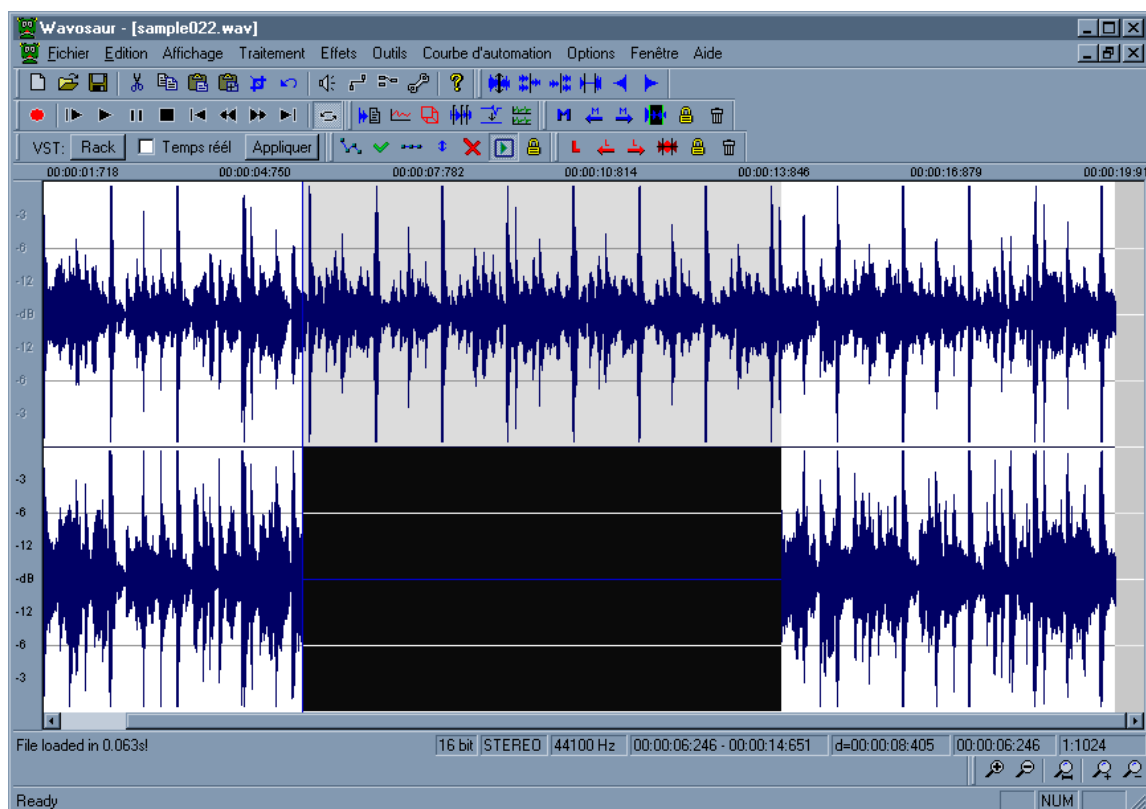 Wavosaur - [sample022.wav]
Fichier Edition Affichage Traitement Effets Outils Courbe d'automation Options Fenêtre Aide
M M M
VST: Rack Temps réél Appliquer L L L
00:00:01:718 00:00:04:750 00:00:07:782 00:00:10:814 00:00:13:846 00:00:16:879 00:00:19:91
-3
-6
-12
-dB
-12
-6
-3
-3
-6
-12
-dB
-12
-6
-3
File loaded in 0.063s! 16 bit STEREO 44100 Hz 00:00:06:246 - 00:00:14:651 d=00:00:08:405 00:00:06:246 1:1024
Ready NUM